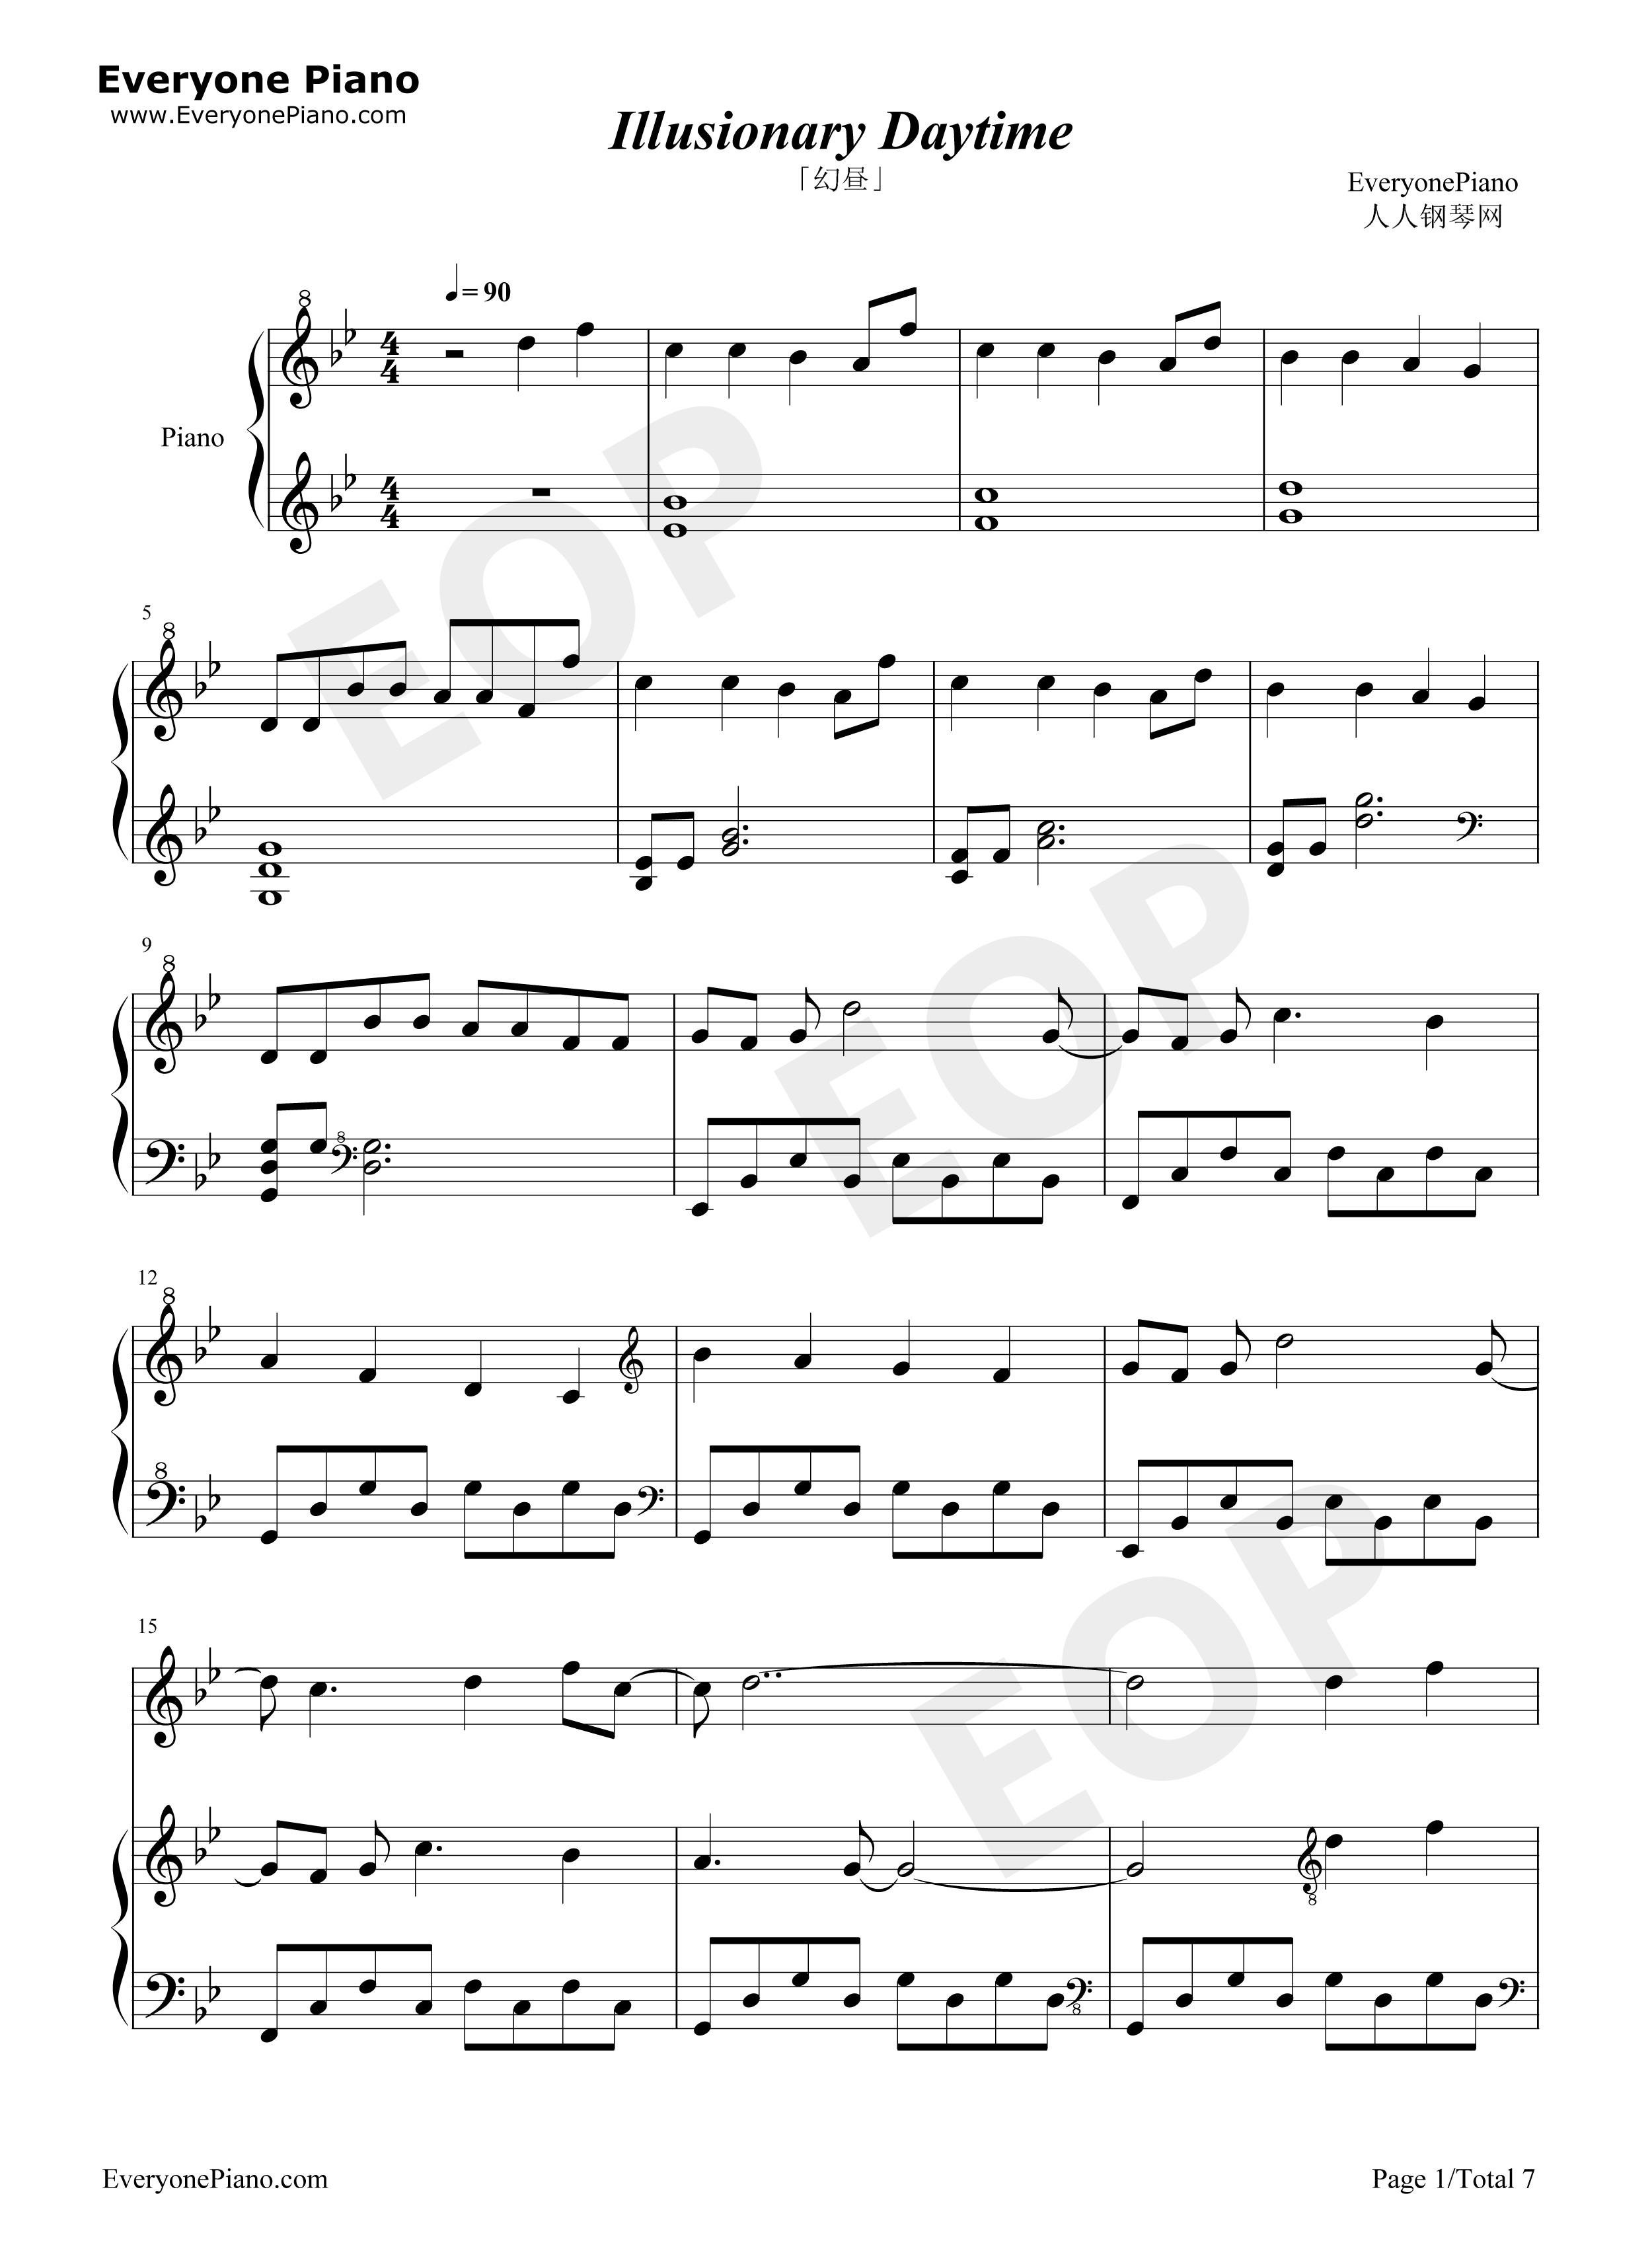 Everyone Piano
www.EveryonePiano.com
Illusionary Daytime
「幻昼」
EveryonePiano
人人钢琴网
= 90
Piano
5
9
12
15
EOP
EOP
EOP
EveryonePiano.com
Page 1/Total 7